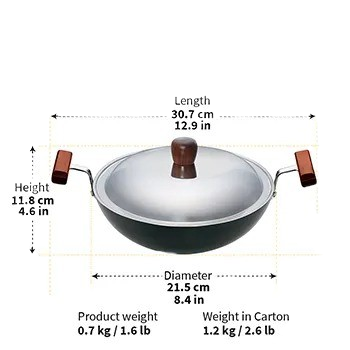 Length
30.7 cm
12.9 in
Height
11.8 cm
4.6 in
Diameter
21.5 cm
8.4 in
Product weight
0.7 kg / 1.6 lb
Weight in Carton
1.2 kg / 2.6 lb